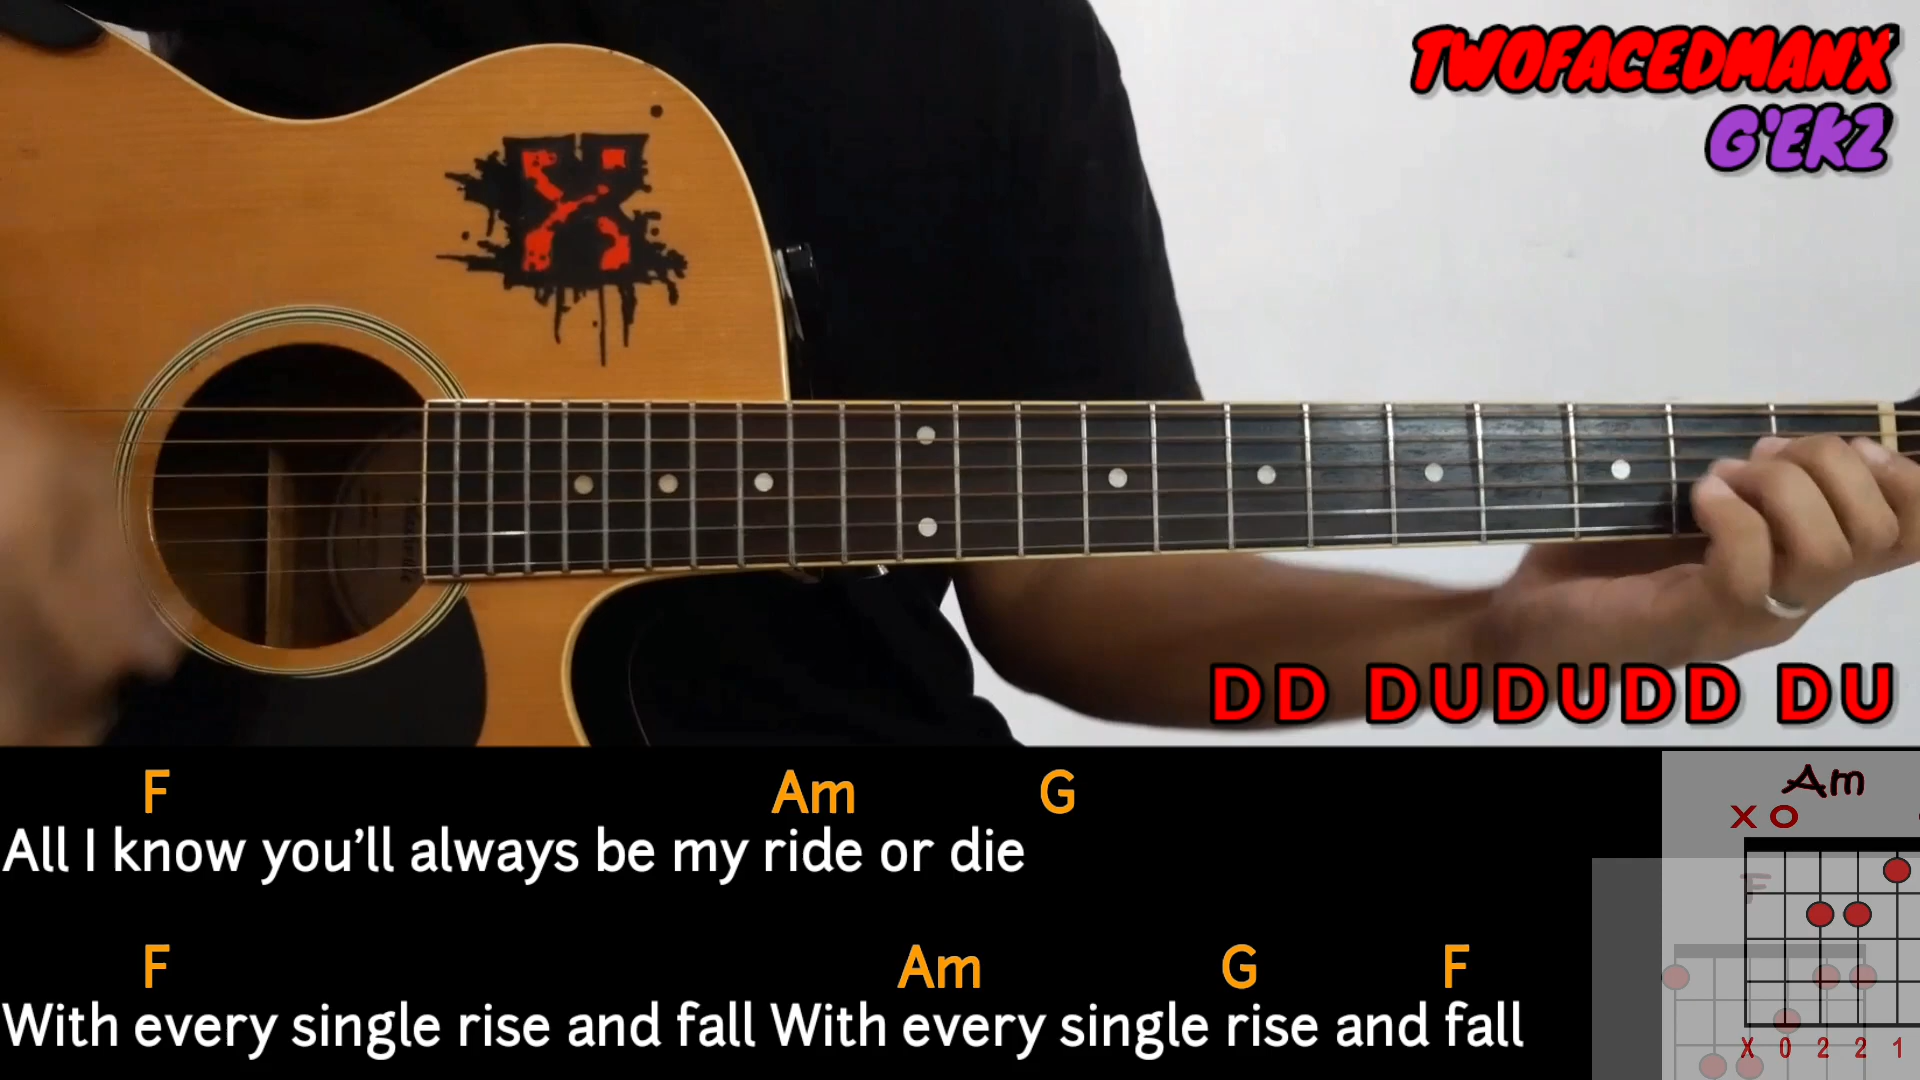 TWOFACEDMANX
G'EKZ
X
DD DUDUDD DU
F Am G
All I know you'll always be my ride or die
F Am G F
With every single rise and fall With every single rise and fall
Am
X O
F
X 0 2 2 1